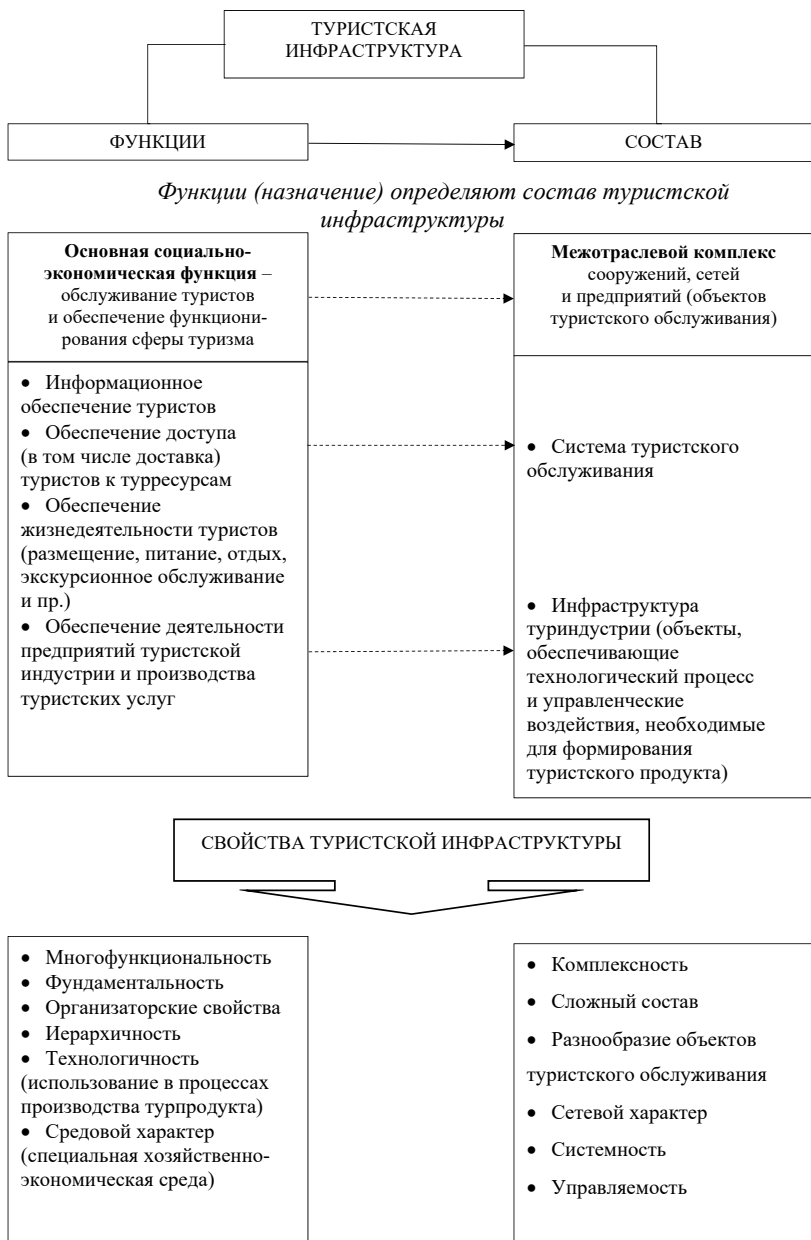 ТУРИСТСКАЯ
ИНФРАСТРУКТУРА
ФУНКЦИИ
СОСТАВ
Функции (назначение) определяют состав туристской
инфраструктуры
Основная социально-
экономическая функция –
обслуживание туристов
и обеспечение функциони-
рования сферы туризма
Межотраслевой комплекс
сооружений, сетей
и предприятий (объектов
туристского обслуживания)
• Информационное
обеспечение туристов
• Обеспечение доступа
(в том числе доставка)
туристов к турресурсам
• Обеспечение
жизнедеятельности туристов
(размещение, питание, отдых,
экскурсионное обслуживание
и пр.)
• Обеспечение деятельности
предприятий туристской
индустрии и производства
туристских услуг
• Система туристского
обслуживания
• Инфраструктура
туриндустрии (объекты,
обеспечивающие
технологический процесс
и управленческие
воздействия, необходимые
для формирования
туристского продукта)
СВОЙСТВА ТУРИСТСКОЙ ИНФРАСТРУКТУРЫ
• Многофункциональность
• Фундаментальность
• Организаторские свойства
• Иерархичность
• Технологичность
(использование в процессах
производства турпродукта)
• Средовой характер
(специальная хозяйственно-
экономическая среда)
• Комплексность
• Сложный состав
• Разнообразие объектов
туристского обслуживания
• Сетевой характер
• Системность
• Управляемость